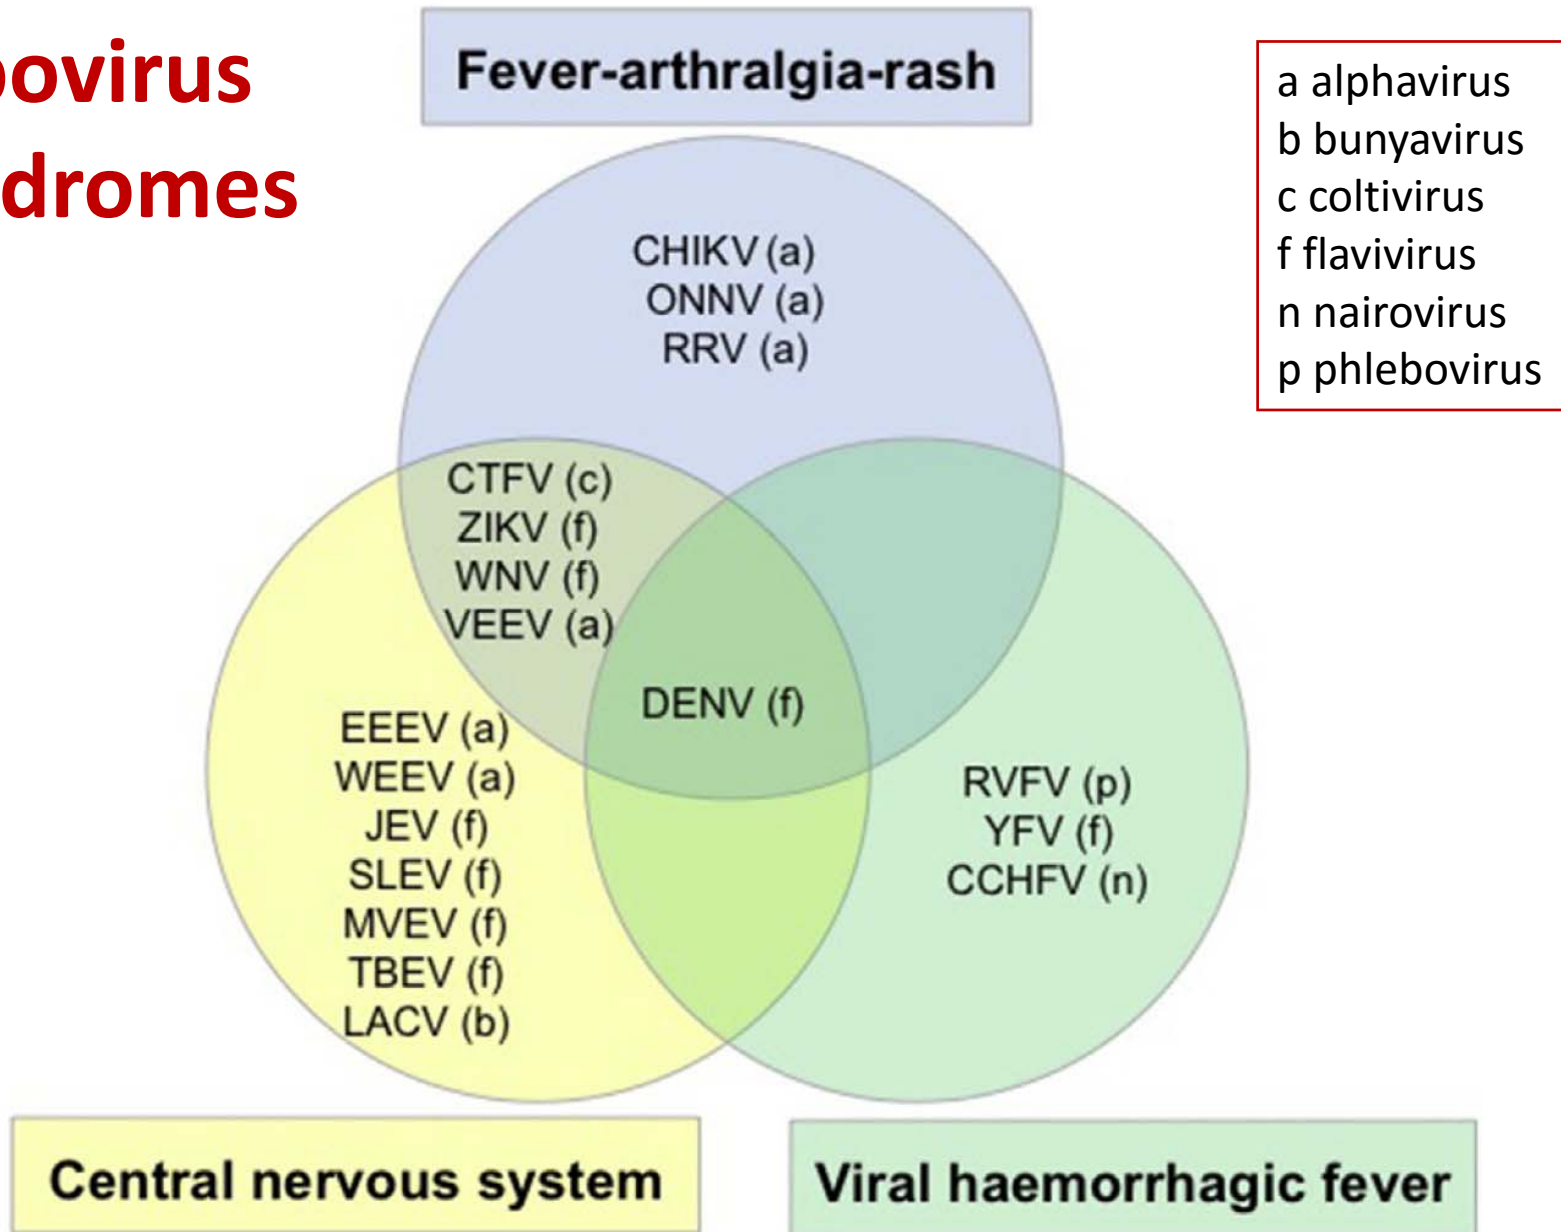 bovirus
dromes
Fever-arthralgia-rash
a alphavirus
b bunyavirus
c coltivirus
f flavivirus
n nairovirus
p phlebovirus
CHIKV (a)
ONNV (a)
RRV (a)
CTFV (c)
ZIKV (f)
WNV (f)
VEEV (a)
DENV (f)
EEEV (a)
WEEV (a)
JEV (f)
SLEV (f)
MVEV (f)
TBEV (f)
LACV (b)
RVFV (p)
YFV (f)
CCHFV (n)
Central nervous system
Viral haemorrhagic fever